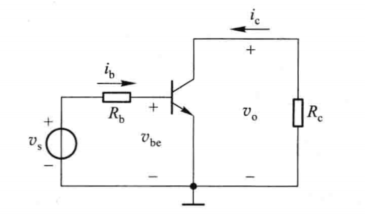 i_c
+
i_b
+
R_b
+
v_s
v_be
v_o
R_c
−
−
−